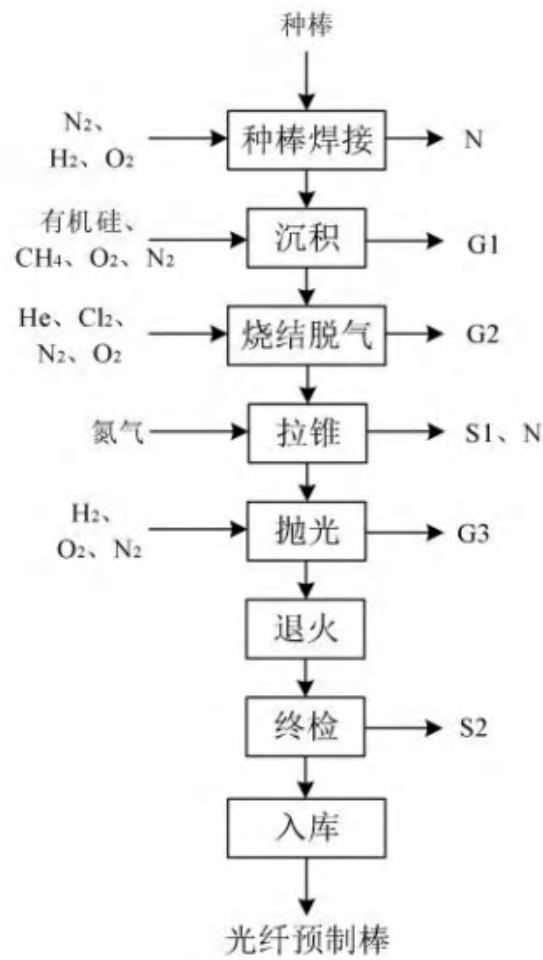 种棒
N₂、
H₂、O₂
种棒焊接
N
有机硅、
CH₄、O₂、N₂
沉积
G1
He、Cl₂、
N₂、O₂
烧结脱气
G2
氮气
拉锥
S1、N
H₂、
O₂、N₂
抛光
G3
退火
终检
S2
入库
光纤预制棒